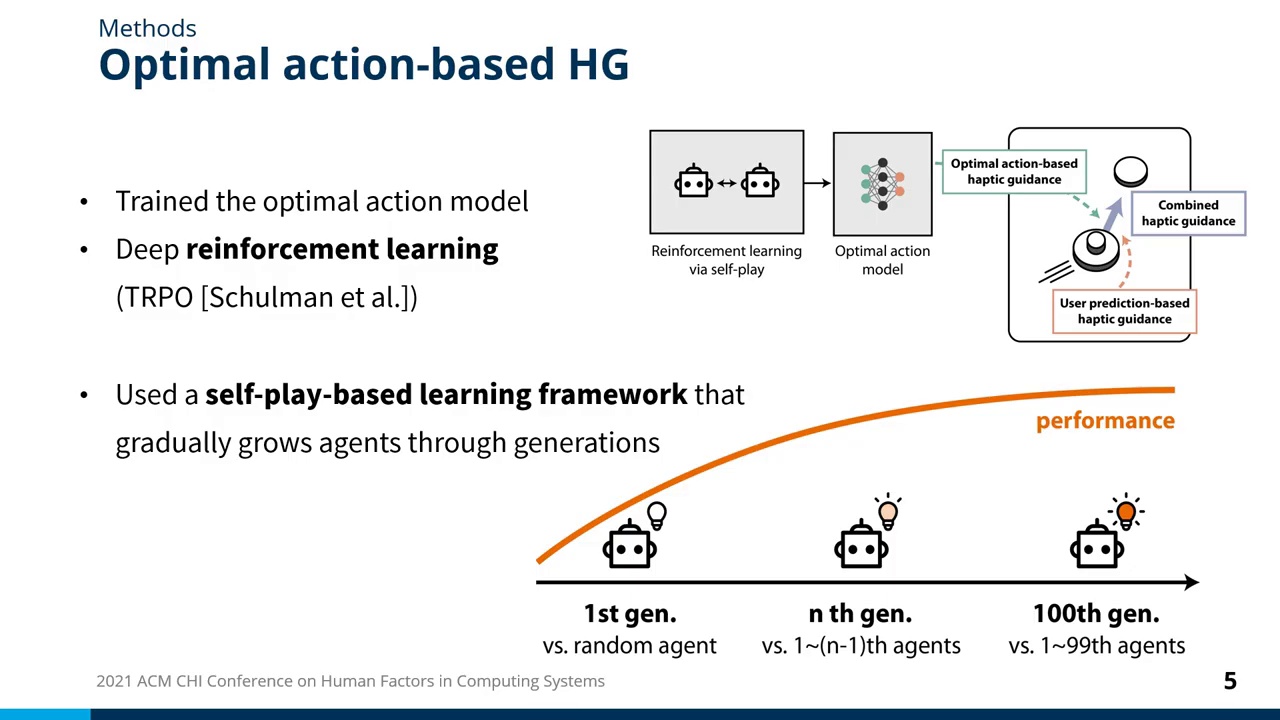 Methods
Optimal action-based HG
• Trained the optimal action model
• Deep reinforcement learning
(TRPO [Schulman et al.])
• Used a self-play-based learning framework that
gradually grows agents through generations
Reinforcement learning
via self-play
Optimal action
model
Optimal action-based
haptic guidance
Combined
haptic guidance
User prediction-based
haptic guidance
performance
1st gen.
vs. random agent
n th gen.
vs. 1~(n-1)th agents
100th gen.
vs. 1~99th agents
2021 ACM CHI Conference on Human Factors in Computing Systems
5